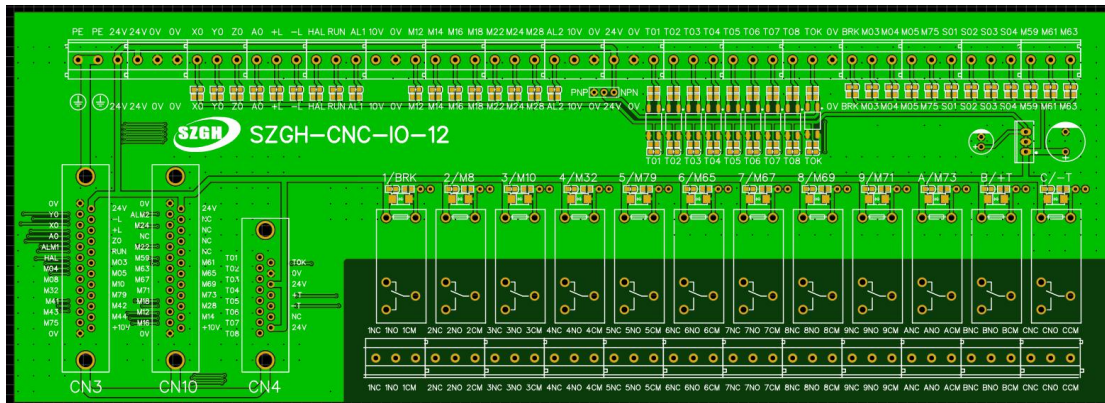 PE PE 24V 24V 0V 0V X0 Y0 Z0 A0 +L -L HAL RUN AL1 10V 0V M12 M14 M16 M18 M22 M24 M28 AL2 10V 0V 24V 0V T01 T02 T03 T04 T05 T06 T07 T08 TOK 0V BRK M03 M04 M05 M75 S01 S02 S03 S04 M59 M61 M63
PNP NPN
24V 24V 0V 0V X0 Y0 Z0 A0 +L -L HAL RUN AL1 10V 0V M12 M14 M16 M18 M22 M24 M28 AL2 10V 0V 24V 0V 0V BRK M03 M04 M05 M75 S01 S02 S03 S04 M59 M61 M63
SZGH SZGH-CNC-IO-12
T01 T02 T03 T04 T05 T06 T07 T08 TOK
1/BRK 2/M8 3/M10 4/M32 5/M79 6/M65 7/M67 8/M69 9/M71 A/M73 B/+T C/-T
0V
Y0
X0
A0
ALM1
HAL
M04
M08
M32
M41
M43
M75
0V
24V
-L
+L
Z0
RUN
M03
M05
M10
M79
M42
M44
+10V
CN3
0V
ALM2
M24
NC
M22
M59
M63
M67
M71
M18
M12
M16
0V
24V
NC
NC
NC
NC
M61
M65
M69
M73
M28
M14
+10V
CN10
T01
T02
T03
T04
T05
T06
T07
T08
TOK
0V
24V
+T
-T
NC
24V
CN4
1NC 1NO 1CM 2NC 2NO 2CM 3NC 3NO 3CM 4NC 4NO 4CM 5NC 5NO 5CM 6NC 6NO 6CM 7NC 7NO 7CM 8NC 8NO 8CM 9NC 9NO 9CM ANC ANO ACM BNC BNO BCM CNC CNO CCM
1NC 1NO 1CM 2NC 2NO 2CM 3NC 3NO 3CM 4NC 4NO 4CM 5NC 5NO 5CM 6NC 6NO 6CM 7NC 7NO 7CM 8NC 8NO 8CM 9NC 9NO 9CM ANC ANO ACM BNC BNO BCM CNC CNO CCM